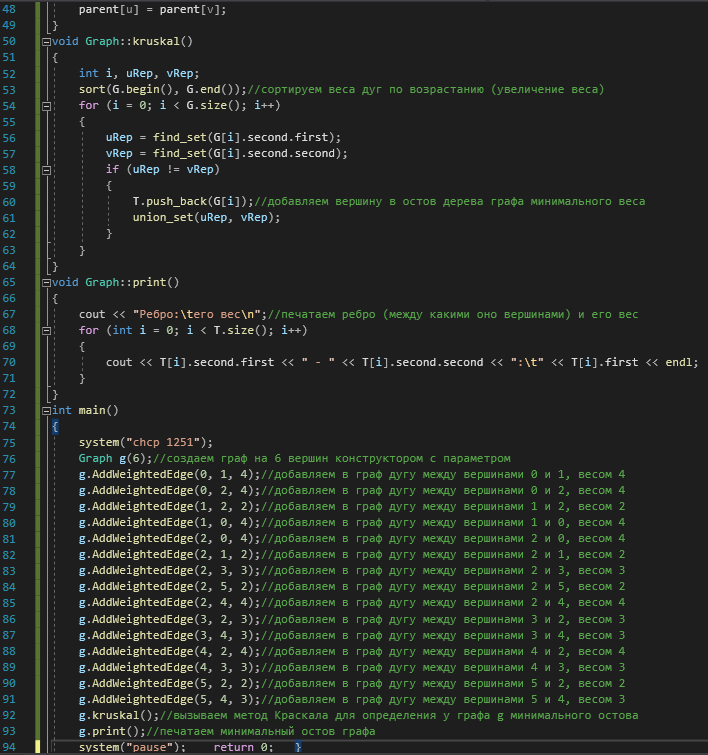 48 parent[u] = parent[v];
49 }
50 void Graph::kruskal()
51 {
52 int i, uRep, vRep;
53 sort(G.begin(), G.end());//сортируем веса дуг по возрастанию (увеличение веса)
54 for (i = 0; i < G.size(); i++)
55 {
56 uRep = find_set(G[i].second.first);
57 vRep = find_set(G[i].second.second);
58 if (uRep != vRep)
59 {
60 T.push_back(G[i]);//добавляем вершину в остов дерева графа минимального веса
61 union_set(uRep, vRep);
62 }
63 }
64 }
65 void Graph::print()
66 {
67 cout << "Ребро:\tего вес\n";//печатаем ребро (между какими оно вершинами) и его вес
68 for (int i = 0; i < T.size(); i++)
69 {
70 cout << T[i].second.first << " - " << T[i].second.second << ":\t" << T[i].first << endl;
71 }
72 }
73 int main()
74 {
75 system("chcp 1251");
76 Graph g(6);//создаем граф на 6 вершин конструктором с параметром
77 g.AddWeightedEdge(0, 1, 4);//добавляем в граф дугу между вершинами 0 и 1, весом 4
78 g.AddWeightedEdge(0, 2, 4);//добавляем в граф дугу между вершинами 0 и 2, весом 4
79 g.AddWeightedEdge(1, 2, 2);//добавляем в граф дугу между вершинами 1 и 2, весом 2
80 g.AddWeightedEdge(1, 0, 4);//добавляем в граф дугу между вершинами 1 и 0, весом 4
81 g.AddWeightedEdge(2, 0, 4);//добавляем в граф дугу между вершинами 2 и 0, весом 4
82 g.AddWeightedEdge(2, 1, 2);//добавляем в граф дугу между вершинами 2 и 1, весом 2
83 g.AddWeightedEdge(2, 3, 3);//добавляем в граф дугу между вершинами 2 и 3, весом 3
84 g.AddWeightedEdge(2, 5, 2);//добавляем в граф дугу между вершинами 2 и 5, весом 2
85 g.AddWeightedEdge(2, 4, 4);//добавляем в граф дугу между вершинами 2 и 4, весом 4
86 g.AddWeightedEdge(3, 2, 3);//добавляем в граф дугу между вершинами 3 и 2, весом 3
87 g.AddWeightedEdge(3, 4, 3);//добавляем в граф дугу между вершинами 3 и 4, весом 3
88 g.AddWeightedEdge(4, 2, 4);//добавляем в граф дугу между вершинами 4 и 2, весом 4
89 g.AddWeightedEdge(4, 3, 3);//добавляем в граф дугу между вершинами 4 и 3, весом 3
90 g.AddWeightedEdge(5, 2, 2);//добавляем в граф дугу между вершинами 5 и 2, весом 2
91 g.AddWeightedEdge(5, 4, 3);//добавляем в граф дугу между вершинами 5 и 4, весом 3
92 g.kruskal();//вызываем метод Краскала для определения у графа g минимального остова
93 g.print();//печатаем минимальный остов графа
94 system("pause"); return 0; }